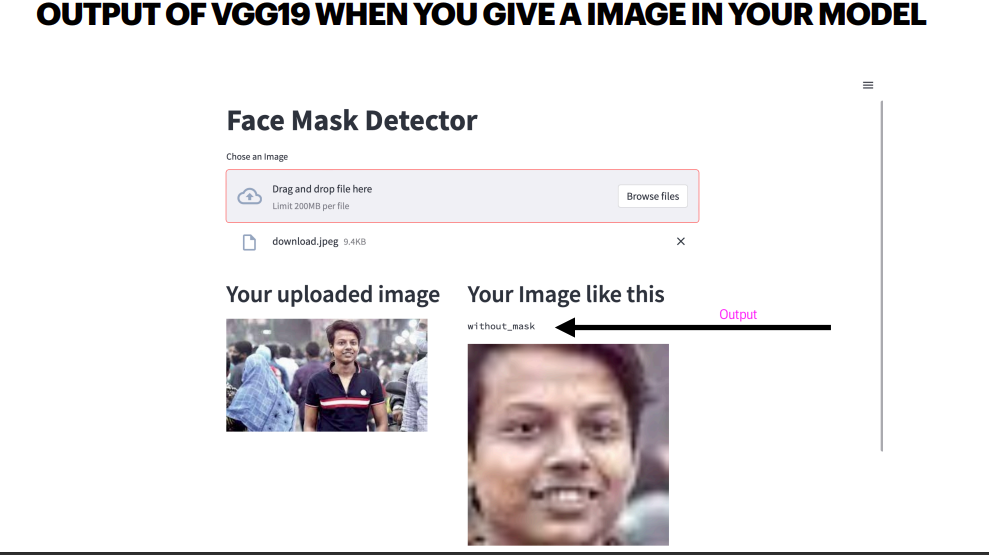 OUTPUT OF VGG19 WHEN YOU GIVE A IMAGE IN YOUR MODEL
Face Mask Detector
Chose an Image
Drag and drop file here
Limit 200MB per file
Browse files
download.jpeg 9.4KB
Your uploaded image
Your Image like this
without_mask
Output